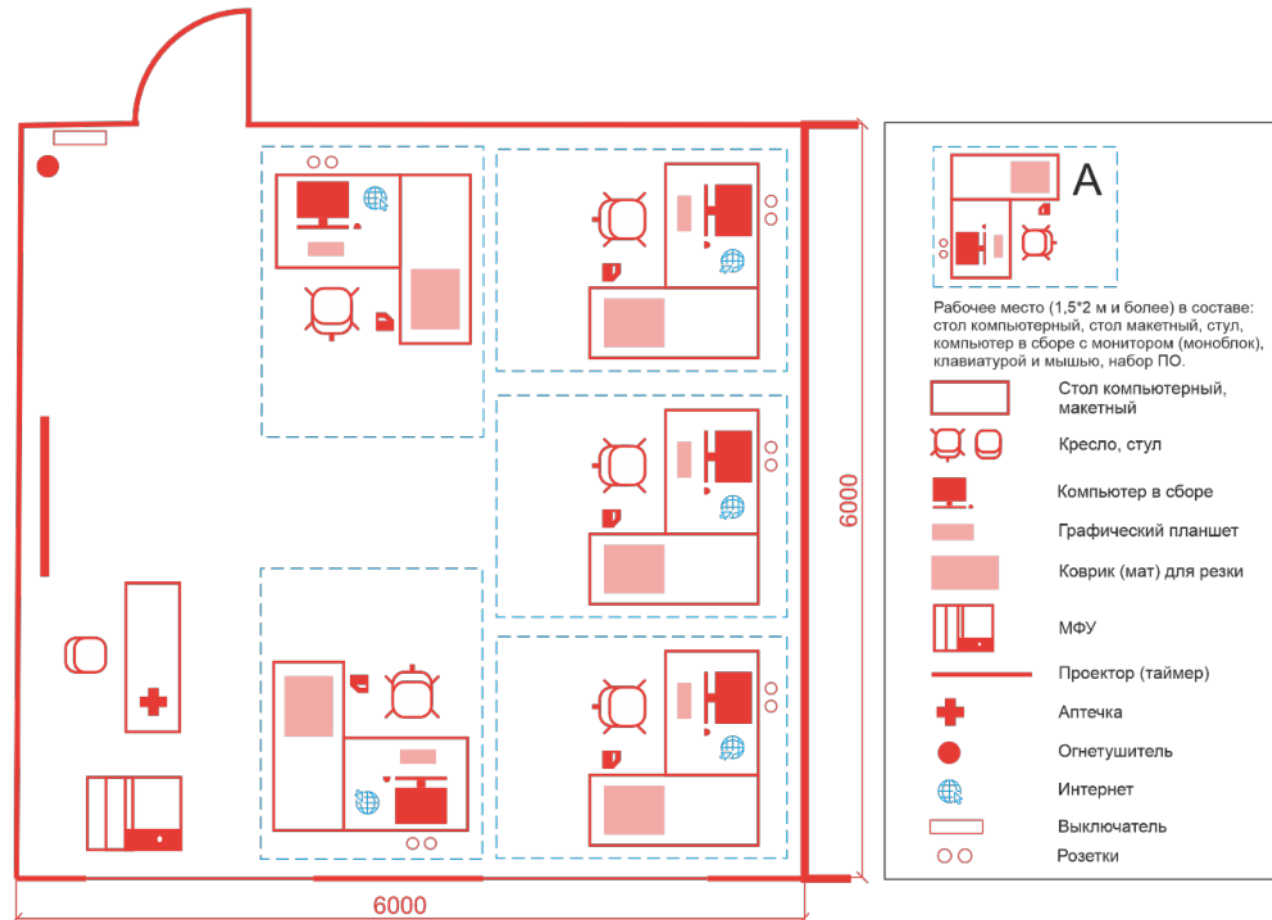 А
Рабочее место (1,5*2 м и более) в составе:
стол компьютерный, стол макетный, стул,
компьютер в сборе с монитором (моноблок),
клавиатурой и мышью, набор ПО.
Стол компьютерный,
макетный
Кресло, стул
Компьютер в сборе
Графический планшет
Коврик (мат) для резки
МФУ
Проектор (таймер)
Аптечка
Огнетушитель
Интернет
Выключатель
Розетки
6000
6000